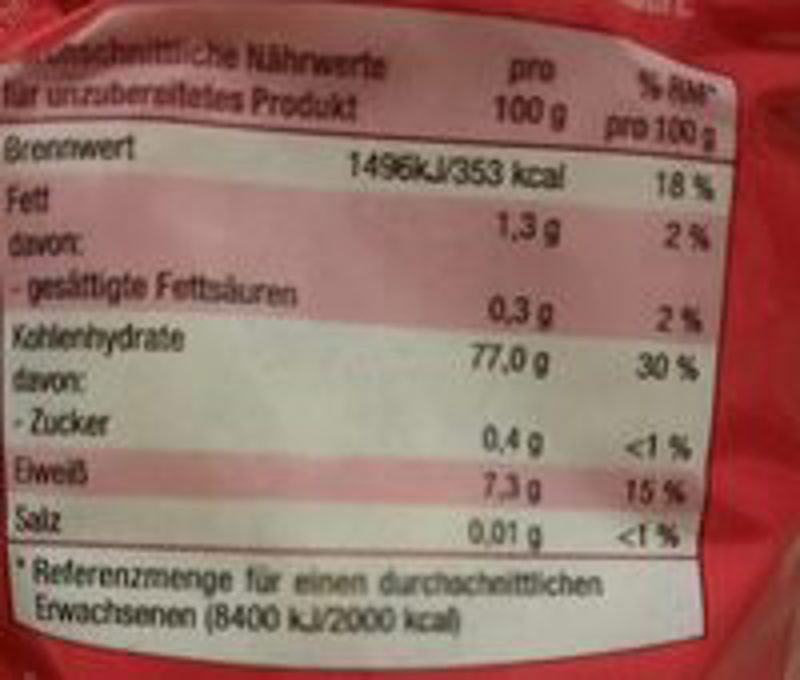 Nährwerte pro % RM*
für unzubereitetes Produkt 100 g pro 100 g
Brennwert 1496kJ/353 kcal 18 %
Fett 1,3 g 2 %
davon:
- gesättigte Fettsäuren 0,3 g 2 %
Kohlenhydrate 77,0 g 30 %
davon:
- Zucker 0,4 g <1 %
Eiweiß 7,3 g 15 %
Salz 0,01 g <1 %
* Referenzmenge für einen durchschnittlichen
Erwachsenen (8400 kJ/2000 kcal)